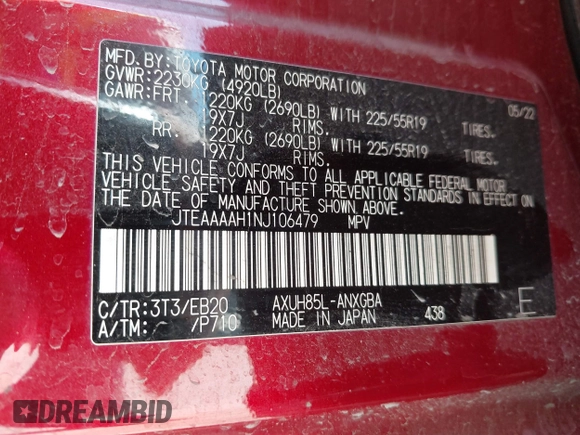 MFD.BY:TOYOTA MOTOR CORPORATION
GVWR:2230KG (4920LB) 05/22
GAWR:FRT. 1220KG (2690LB) WITH 225/55R19 TIRES.
19X7J RIMS.
RR. 1220KG (2690LB) WITH 225/55R19 TIRES.
19X7J RIMS.
THIS VEHICLE CONFORMS TO ALL APPLICABLE FEDERAL MOTOR
VEHICLE SAFETY AND THEFT PREVENTION STANDARDS IN EFFECT ON
THE DATE OF MANUFACTURE SHOWN ABOVE.
JTEAAAAH1NJ106479 MPV
C/TR:3T3/EB20 AXUH85L-ANXGBA
A/TM: -/P710 MADE IN JAPAN 438 E
DREAMBID